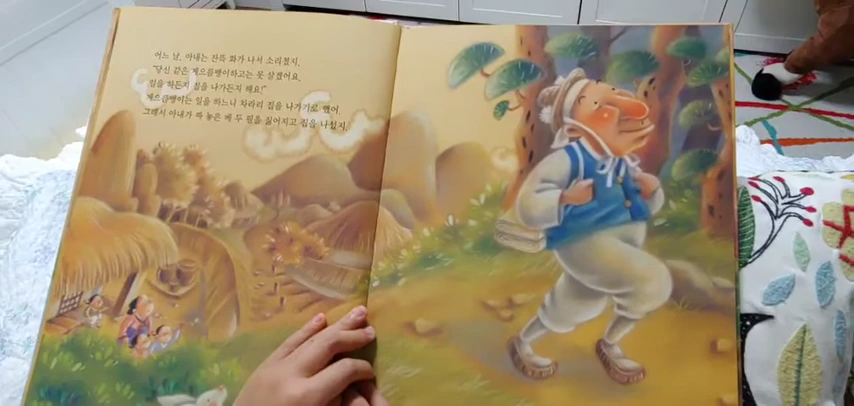 어느 날, 아내는 잔뜩 화가 나서 소리쳤지.
"당신 같은 게으름뱅이하고는 못 살겠어요.
일을 하든지 집을 나가든지 해요!"
게으름뱅이는 일을 하느니 차라리 집을 나가기로 했어.
그래서 아내가 짜 놓은 베 두 필을 짊어지고 집을 나섰지.